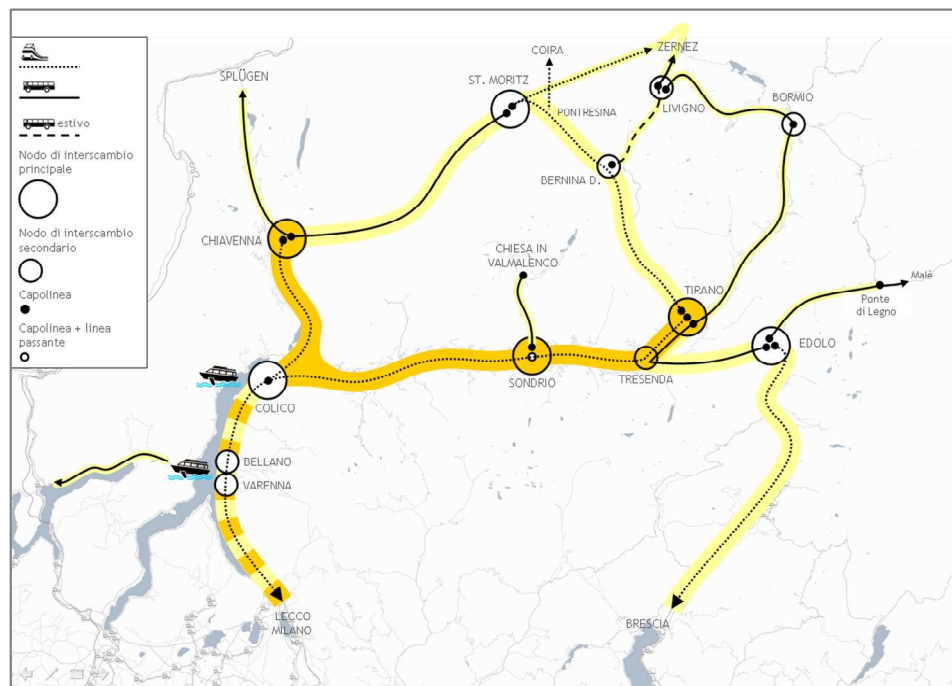 estivo
Nodo di interscambio
principale
Nodo di interscambio
secondario
Capolinea
Capolinea + linea
passante
SPLÜGEN
COIRA
ZERNEZ
ST. MORITZ
PONTRESINA
LIVIGNO
BORMIO
BERNINA D.
CHIAVENNA
CHIESA IN
VALMALENCO
TIRANO
Malè
Ponte
di Legno
EDOLO
SONDRIO
TRESENDA
COLICO
BELLANO
VARENNA
LECCO
MILANO
BRESCIA